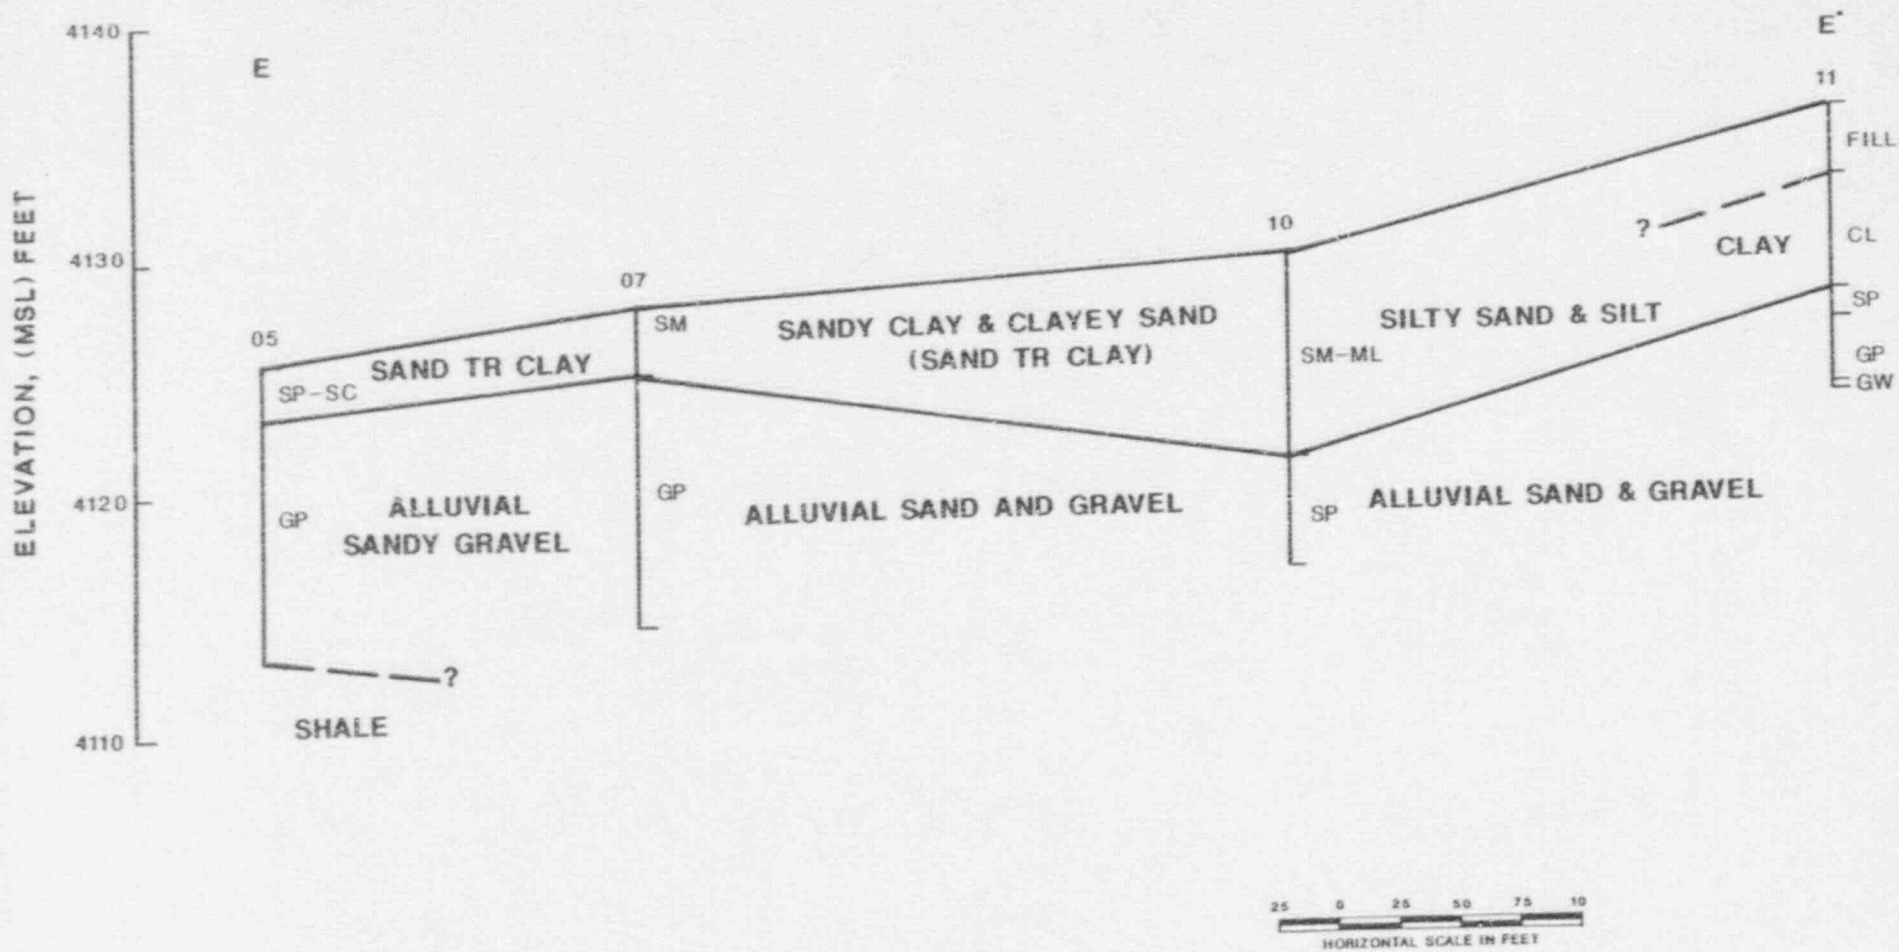 4140
E
E'
11
FILL
ELEVATION, (MSL) FEET
4130
10
?
CLAY
CL
07
SM
SANDY CLAY & CLAYEY SAND
(SAND TR CLAY)
SILTY SAND & SILT
SP
05
SAND TR CLAY
SP-SC
SM-ML
GP
GW
4120
GP
ALLUVIAL
SANDY GRAVEL
GP
ALLUVIAL SAND AND GRAVEL
SP
ALLUVIAL SAND & GRAVEL
?
SHALE
4110
25 0 25 50 75 10
HORIZONTAL SCALE IN FEET